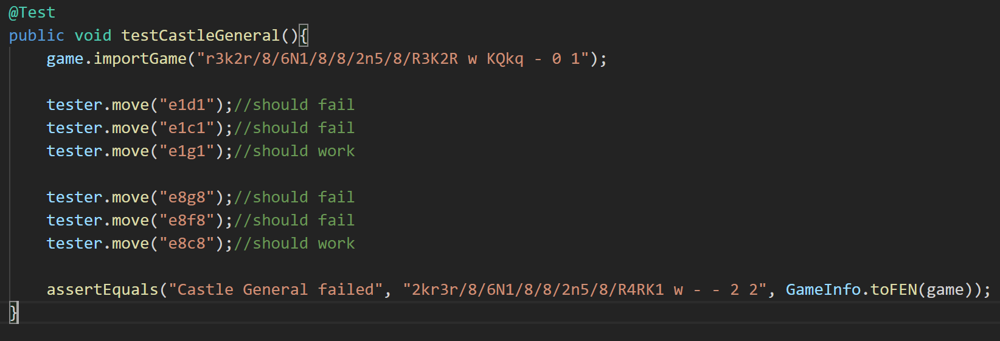 @Test
public void testCastleGeneral(){
    game.importGame("r3k2r/8/6N1/8/8/2n5/8/R3K2R w KQkq - 0 1");

    tester.move("e1d1");//should fail
    tester.move("e1c1");//should fail
    tester.move("e1g1");//should work

    tester.move("e8g8");//should fail
    tester.move("e8f8");//should fail
    tester.move("e8c8");//should work

    assertEquals("Castle General failed", "2kr3r/8/6N1/8/8/2n5/8/R4RK1 w - - 2 2", GameInfo.toFEN(game));
}